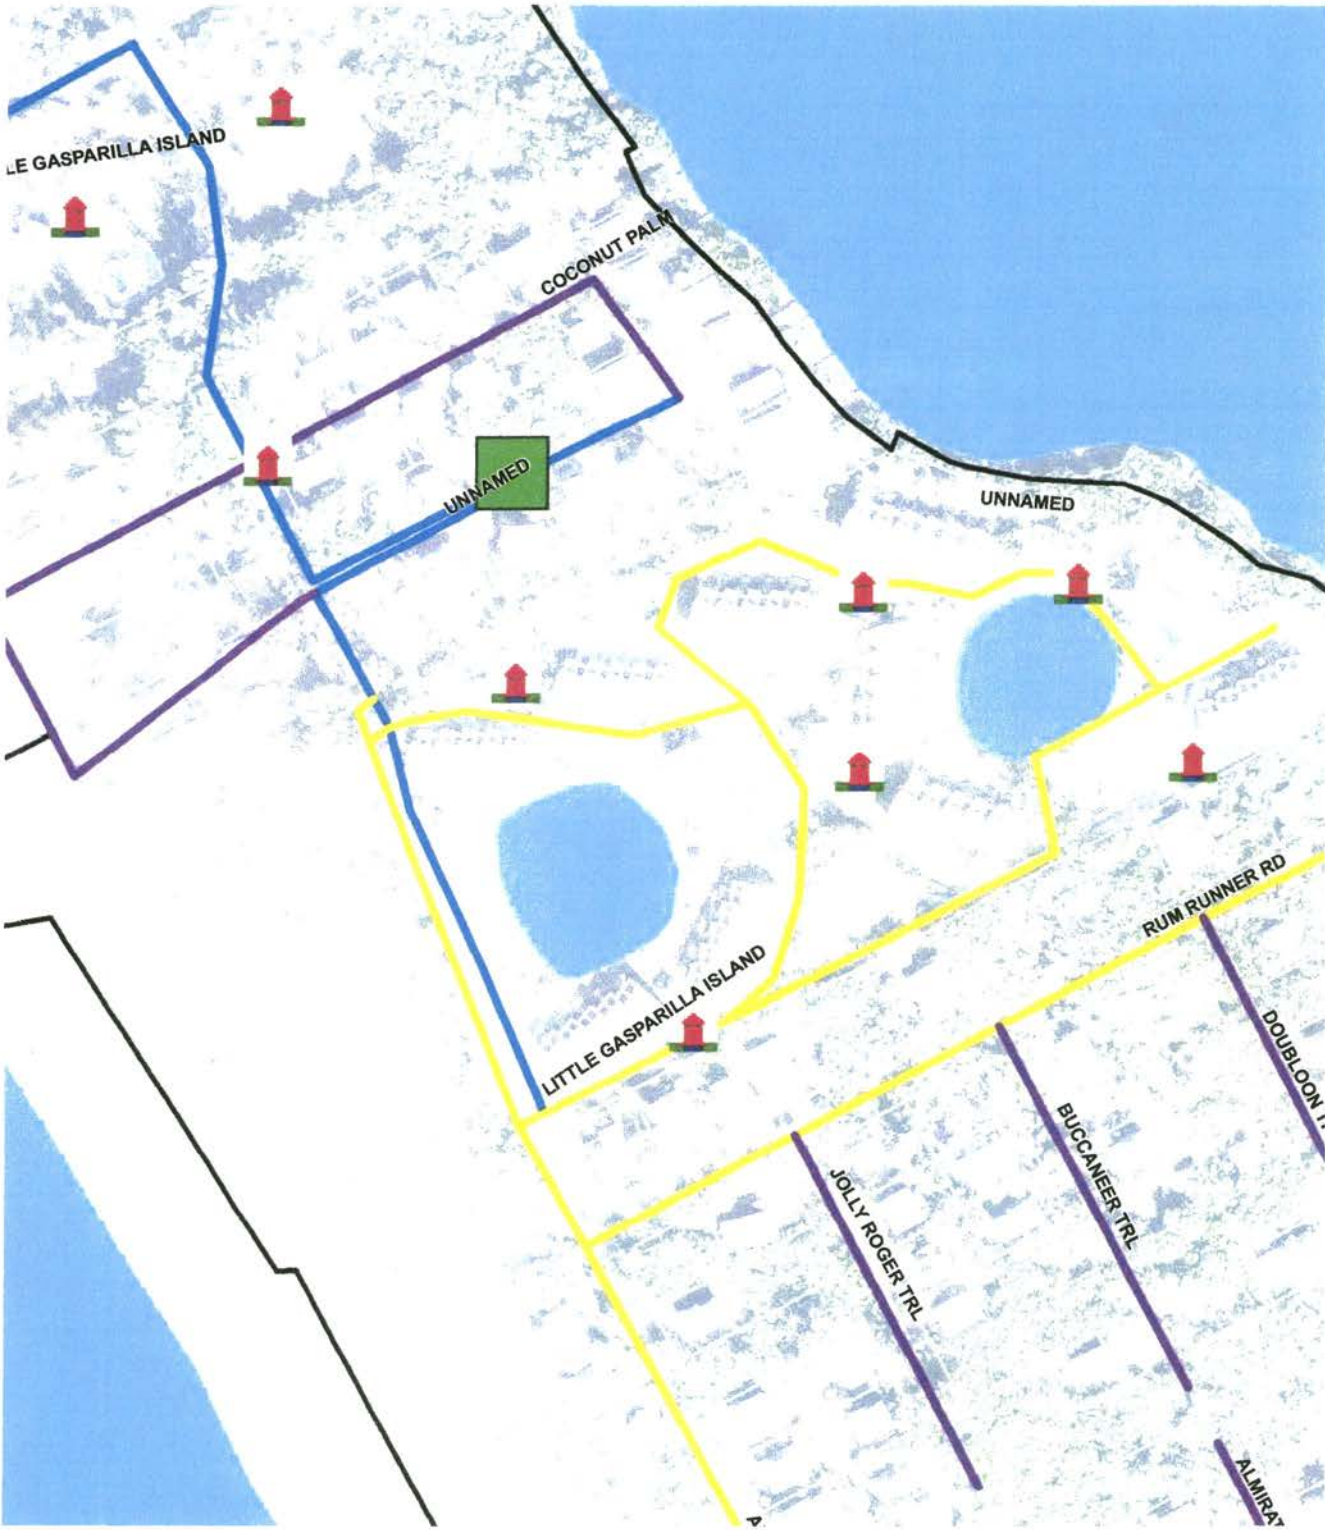 LE GASPARILLA ISLAND
COCONUT PALM
UNNAMED
UNNAMED
RUM RUNNER RD
LITTLE GASPARILLA ISLAND
DOUBLOON T
BUCCANEER TRL
JOLLY ROGER TRL
ALMIRAT
A